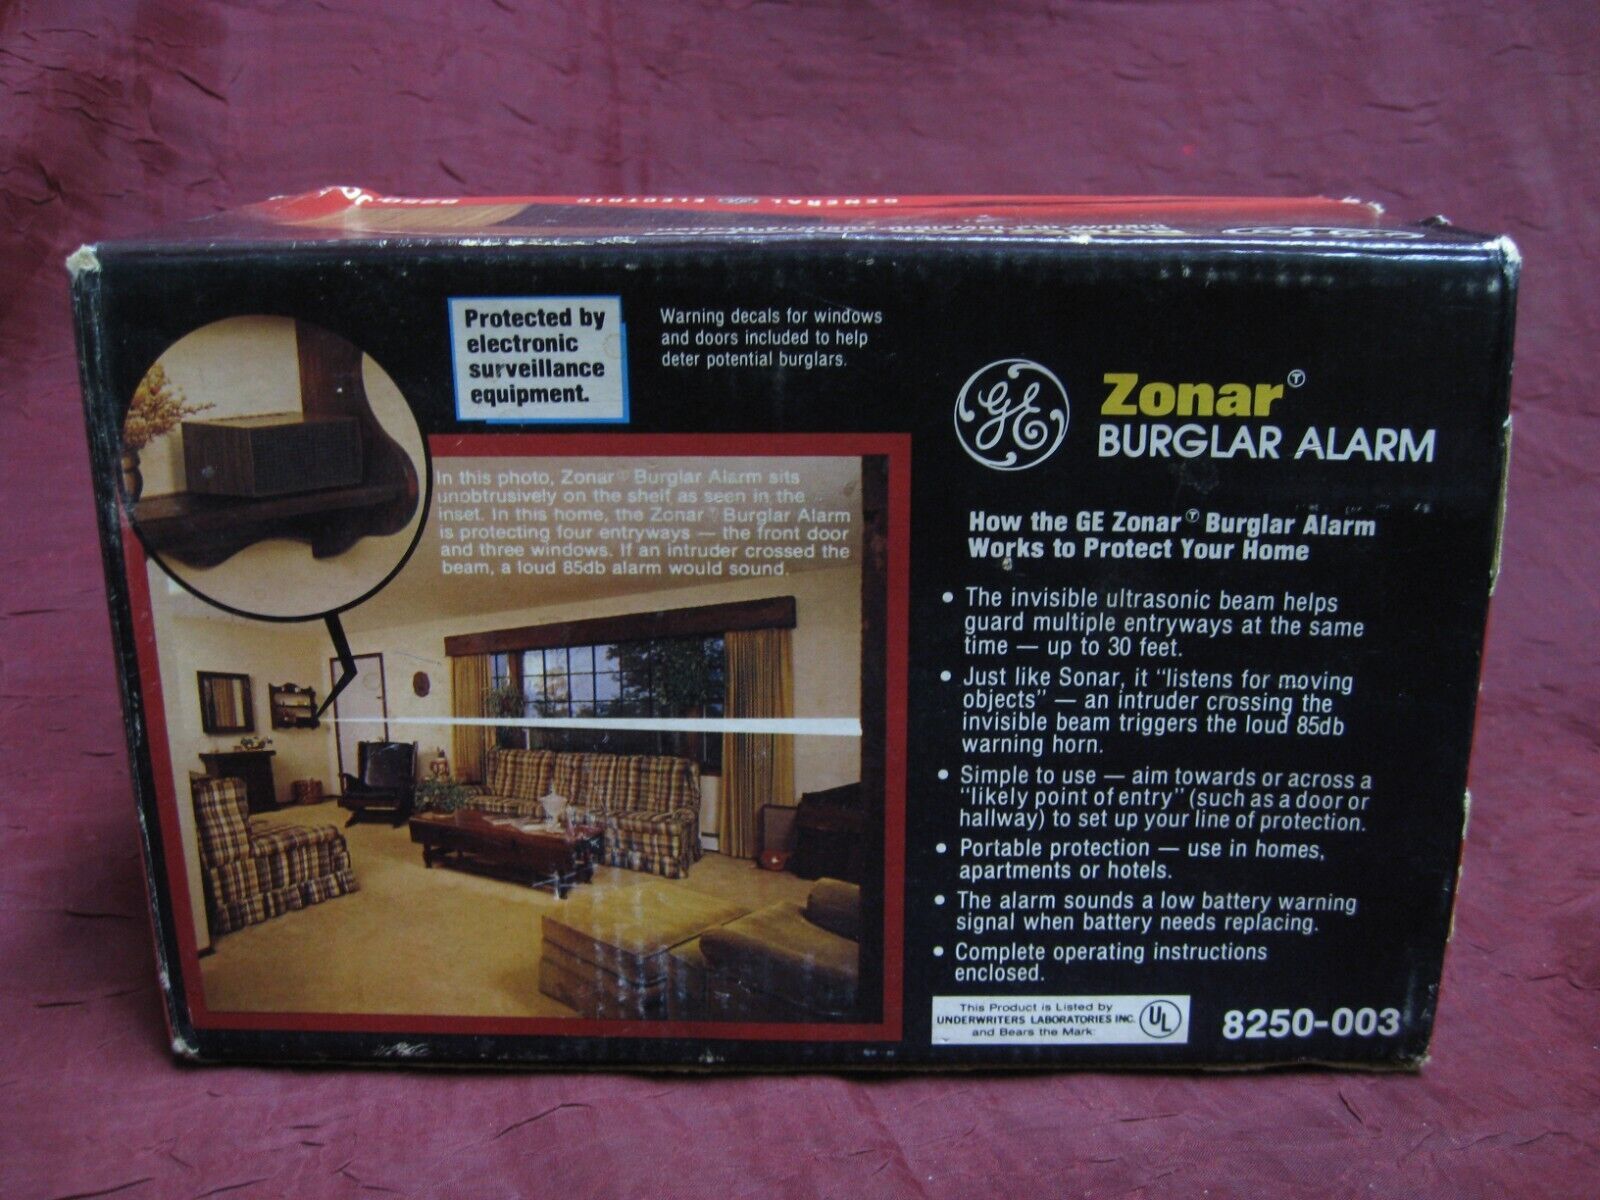 GENERAL GE ELECTRIC
8250
Protected by
electronic
surveillance
equipment.
Warning decals for windows
and doors included to help
deter potential burglars.
In this photo, Zonar Ⓣ Burglar Alarm sits
unobtrusively on the shelf as seen in the
inset. In this home, the Zonar Ⓣ Burglar Alarm
is protecting four entryways — the front door
and three windows. If an intruder crossed the
beam, a loud 85db alarm would sound.
GE
Zonar Ⓣ
BURGLAR ALARM
How the GE Zonar Ⓣ Burglar Alarm
Works to Protect Your Home
• The invisible ultrasonic beam helps
guard multiple entryways at the same
time — up to 30 feet.
• Just like Sonar, it "listens for moving
objects" — an intruder crossing the
invisible beam triggers the loud 85db
warning horn.
• Simple to use — aim towards or across a
"likely point of entry" (such as a door or
hallway) to set up your line of protection.
• Portable protection — use in homes,
apartments or hotels.
• The alarm sounds a low battery warning
signal when battery needs replacing.
• Complete operating instructions
enclosed.
This Product is Listed by
UNDERWRITERS LABORATORIES INC.
and Bears the Mark:
UL
8250-003